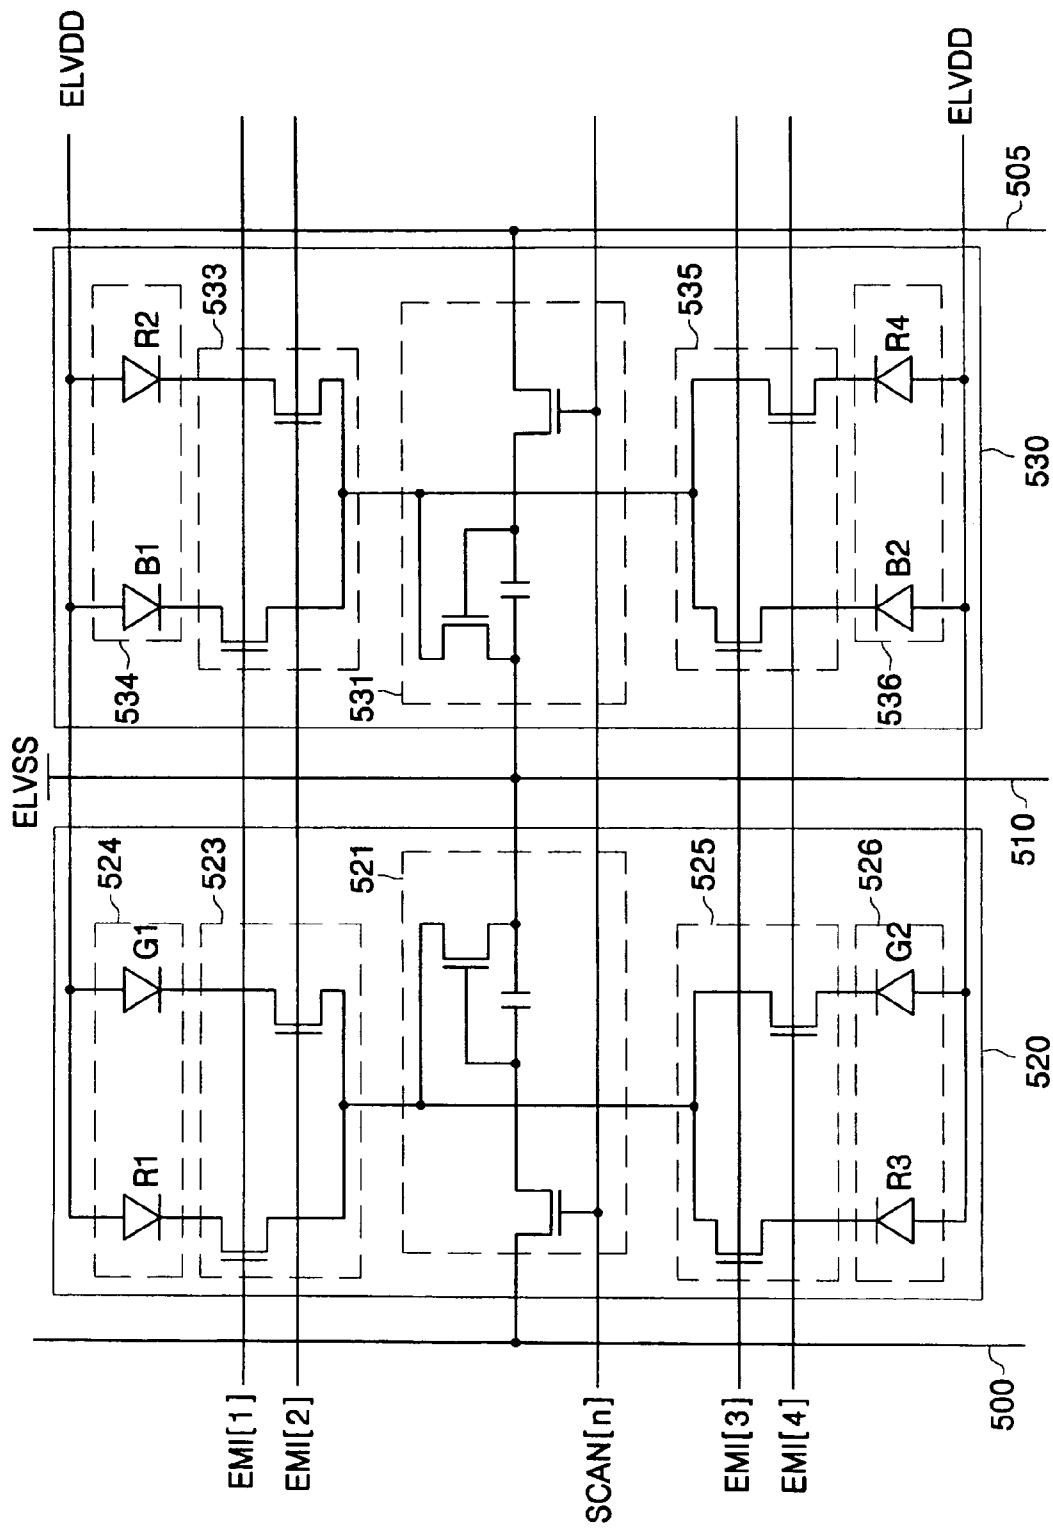 ELVDD
ELVSS
534
B1
R2
533
524
G1
R1
523
EMI[1]
EMI[2]
531
521
SCAN[n]
535
525
EMI[3]
EMI[4]
B2
R4
536
526
G2
R3
ELVDD
505
530
510
520
500